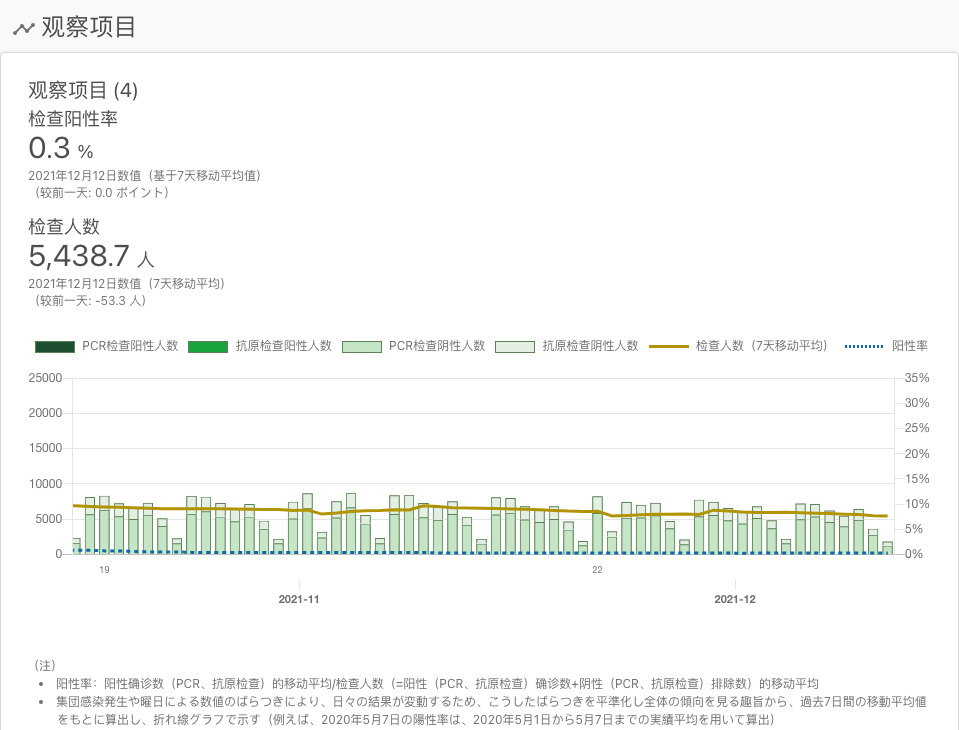 观察项目
观察项目 (4)
检查阳性率
0.3 %
2021年12月12日数值（基于7天移动平均值）
（较前一天: 0.0 ポイント）
检查人数
5,438.7 人
2021年12月12日数值（7天移动平均）
（较前一天: -53.3 人）
PCR检查阳性人数 抗原检查阳性人数 PCR检查阴性人数 抗原检查阴性人数 检查人数（7天移动平均） 阳性率
25000 35%
20000 30%
25%
15000 20%
10000 15%
10%
5000 5%
0 0%
19 22
2021-11 2021-12
（注）
• 阳性率：阳性确诊数（PCR、抗原检查）的移动平均/检查人数（=阳性（PCR、抗原检查）确诊数+阴性（PCR、抗原检查）排除数）的移动平均
• 集団感染発生や曜日による数値のばらつきにより、日々の結果が変動するため、こうしたばらつきを平準化し全体の傾向を見る趣旨から、過去7日間の移動平均値
をもとに算出し、折れ線グラフで示す（例えば、2020年5月7日の陽性率は、2020年5月1日から5月7日までの実績平均を用いて算出）